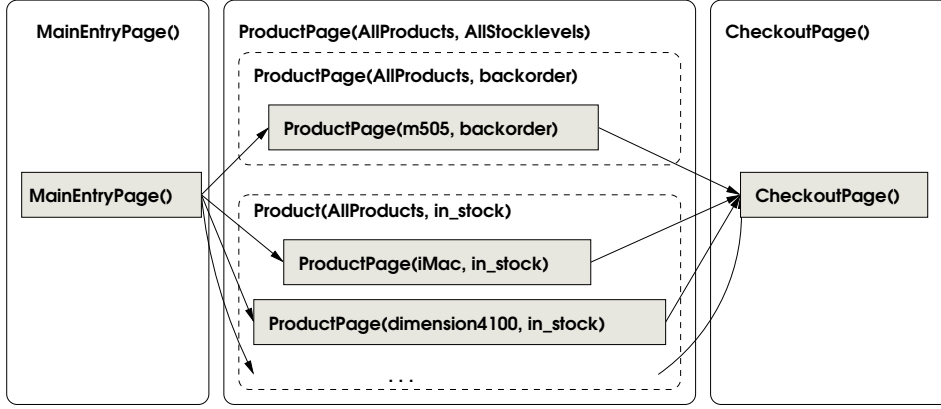 MainEntryPage()
MainEntryPage()
ProductPage(AllProducts, AllStocklevels)
ProductPage(AllProducts, backorder)
ProductPage(m505, backorder)
Product(AllProducts, in_stock)
ProductPage(iMac, in_stock)
ProductPage(dimension4100, in_stock)
...
CheckoutPage()
CheckoutPage()